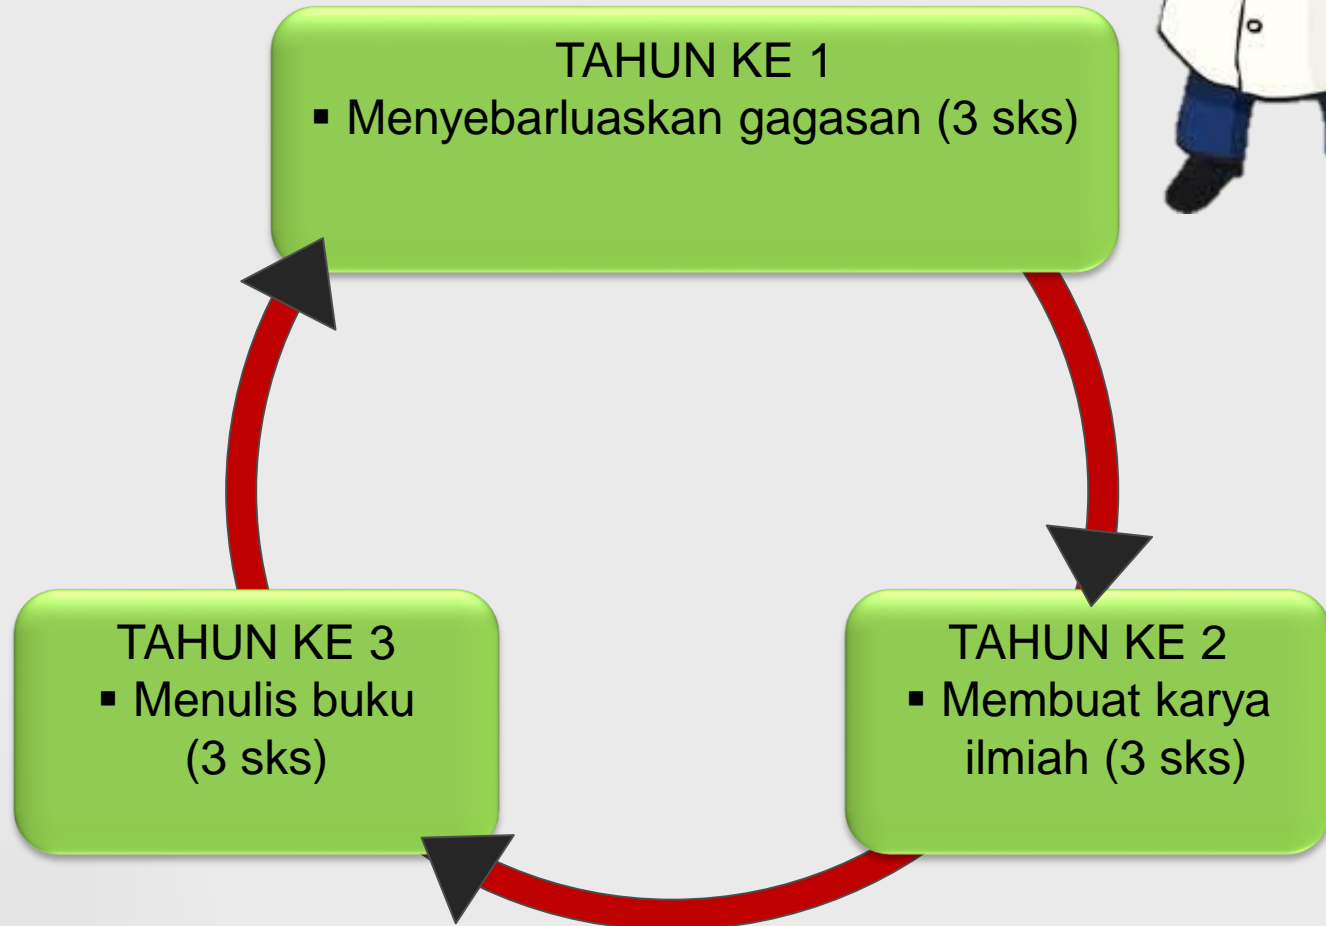 TAHUN KE 1
▪ Menyebarluaskan gagasan (3 sks)
TAHUN KE 3
▪ Menulis buku
(3 sks)
TAHUN KE 2
▪ Membuat karya
ilmiah (3 sks)